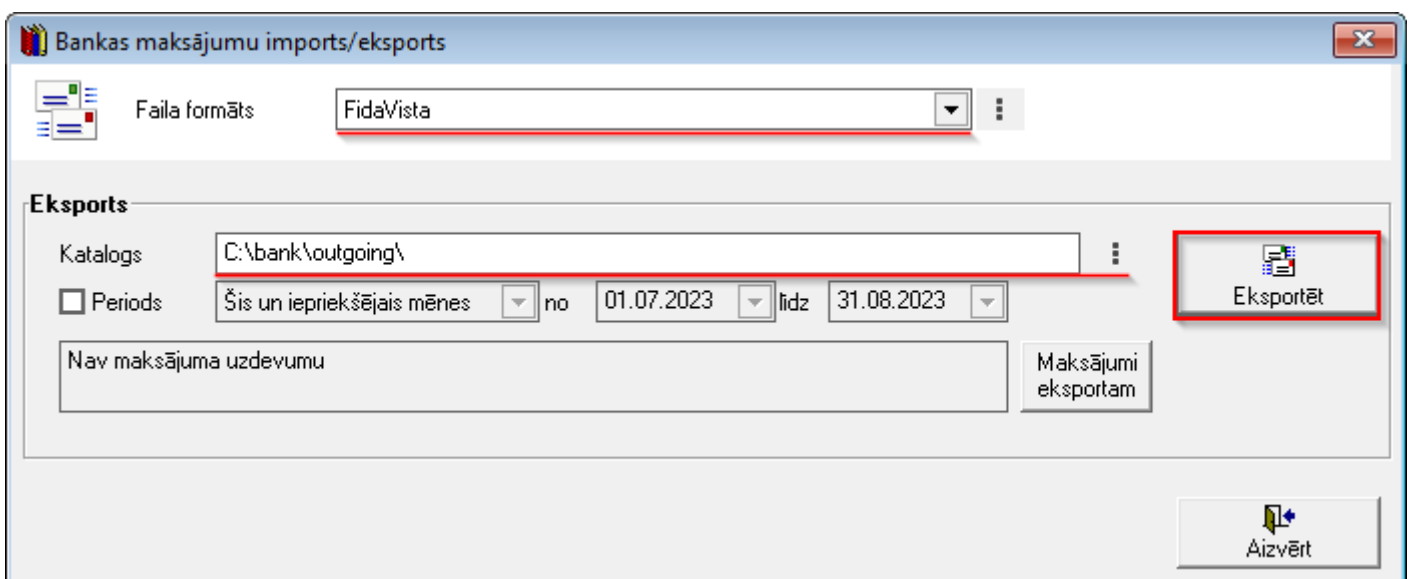 Bankas maksājumu imports/eksports
Faila formāts FidaVista
Eksports
Katalogs C:\bank\outgoing\
Periods Šis un iepriekšējais mēnes no 01.07.2023 līdz 31.08.2023
Eksportēt
Nav maksājuma uzdevumu
Maksājumi
eksportam
Aizvērt